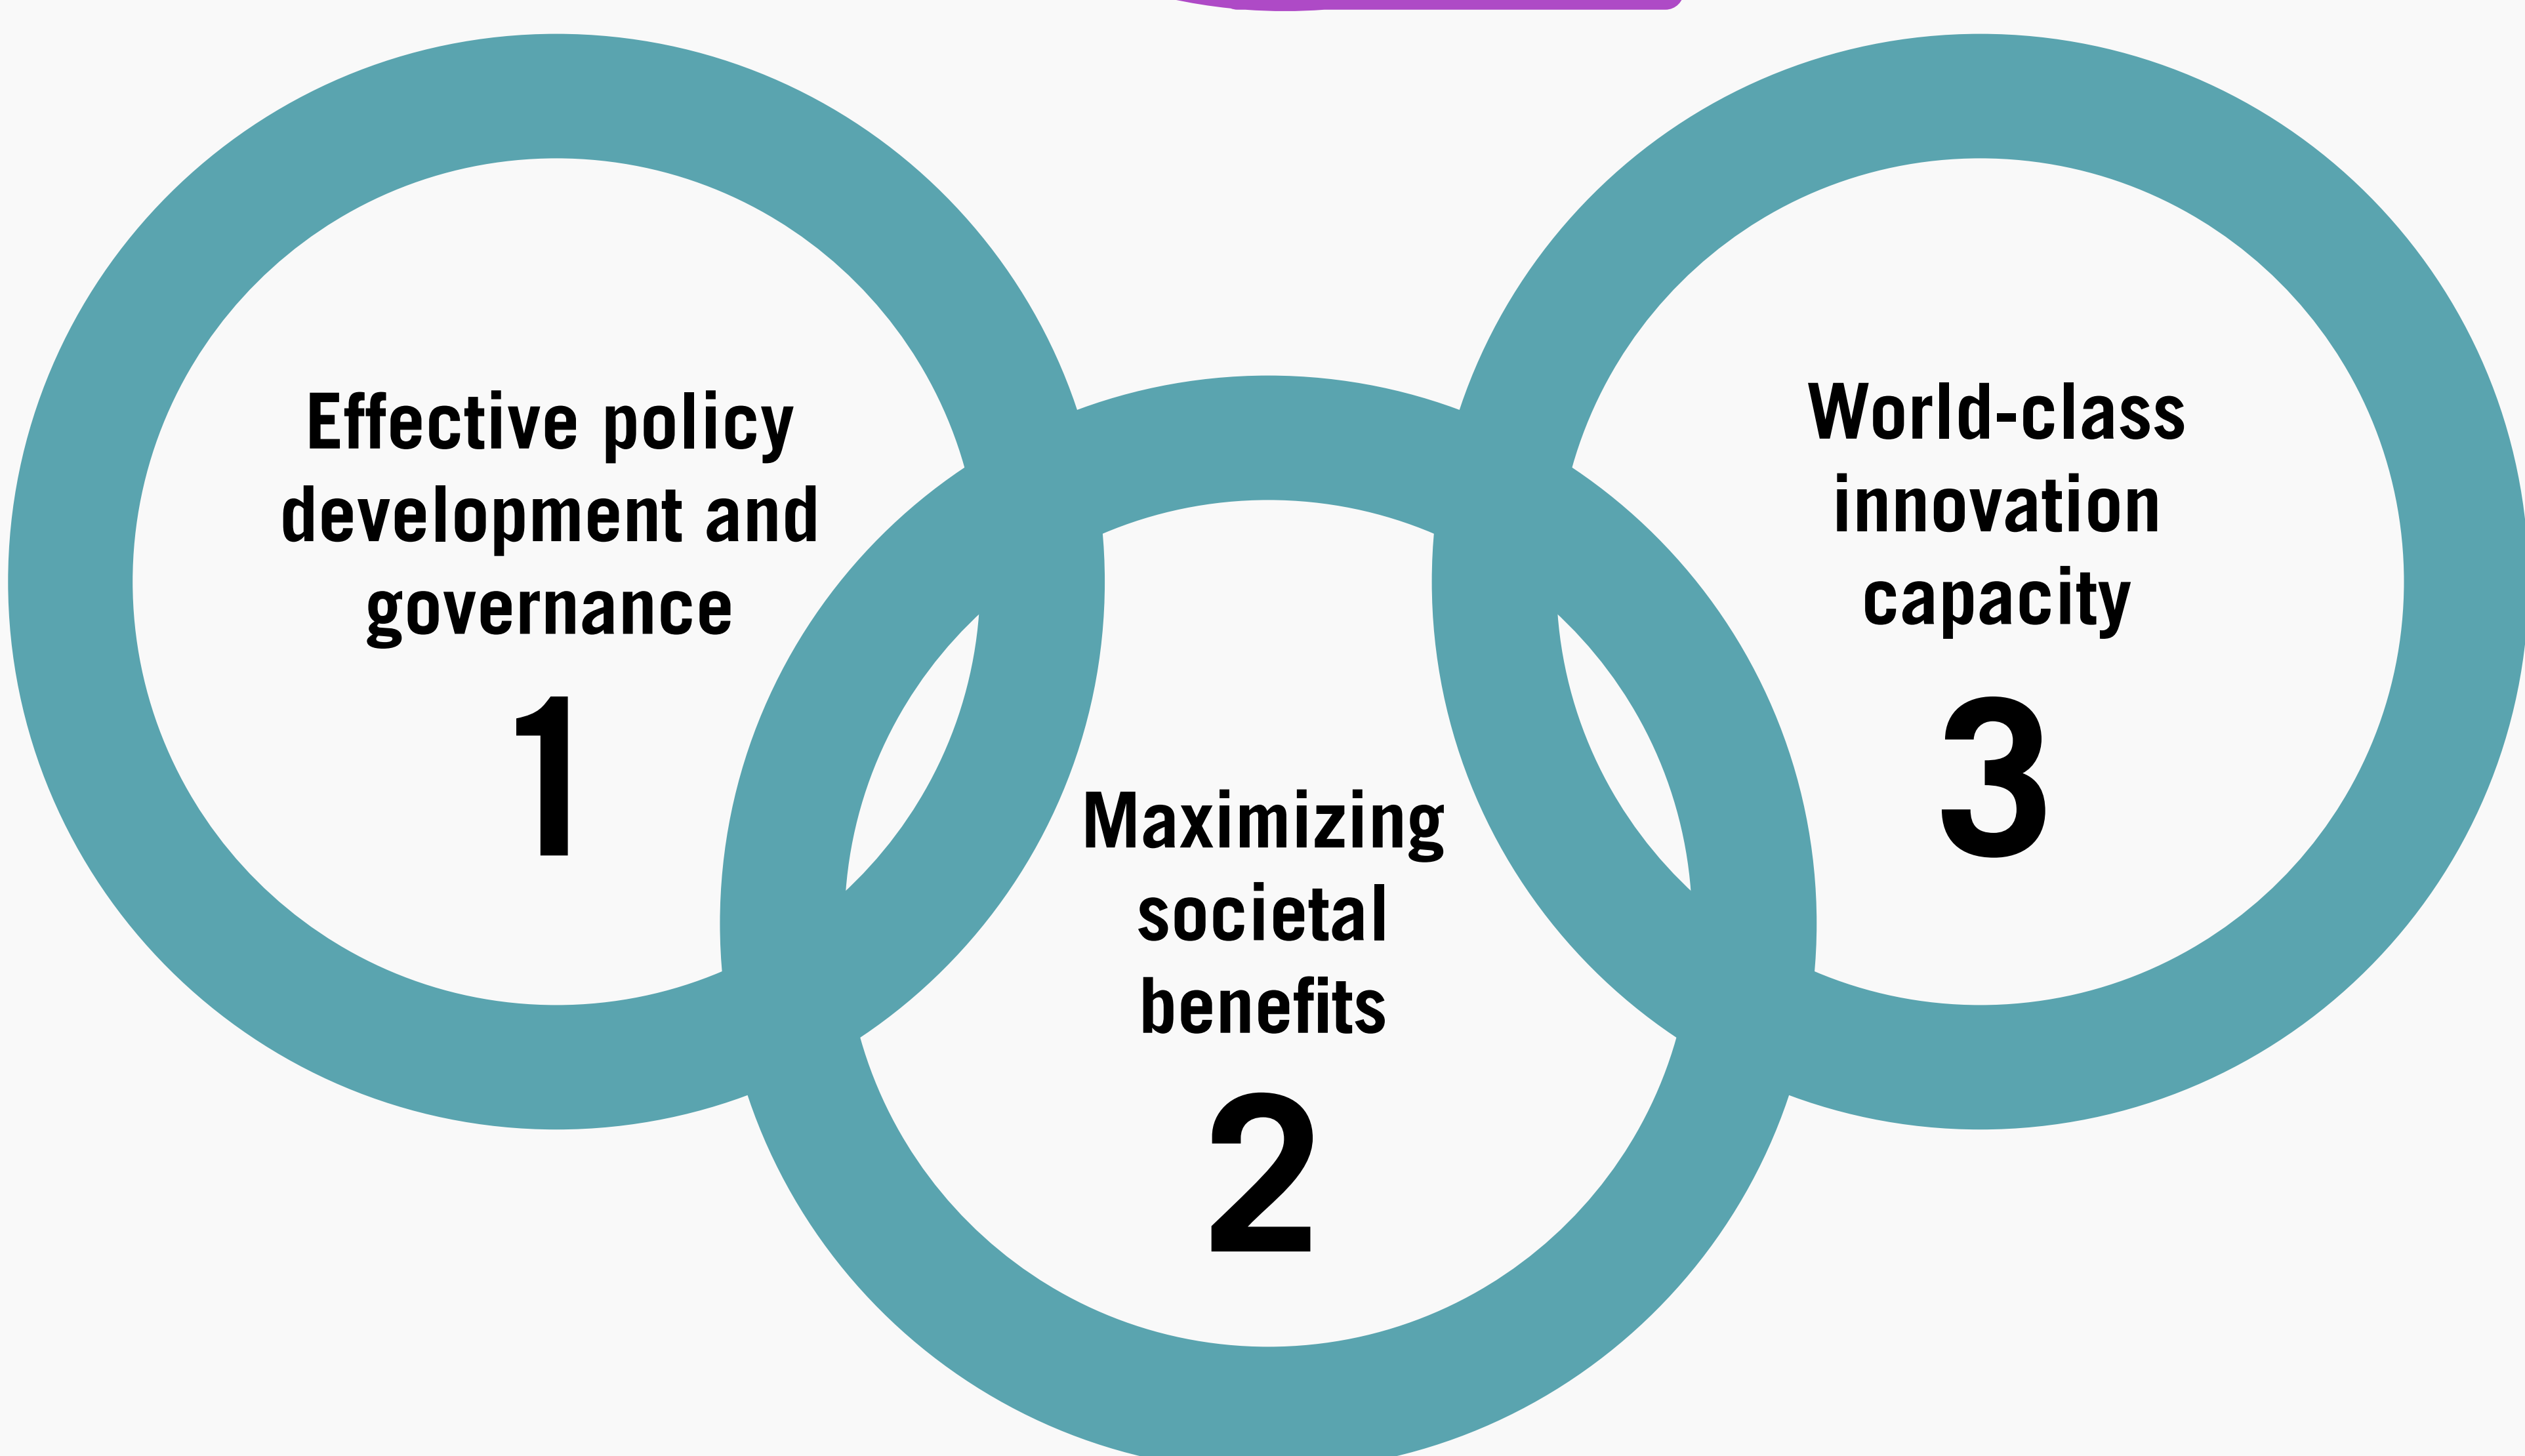 Effective policy
development and
governance
1
Maximizing
societal
benefits
2
World-class
innovation
capacity
3